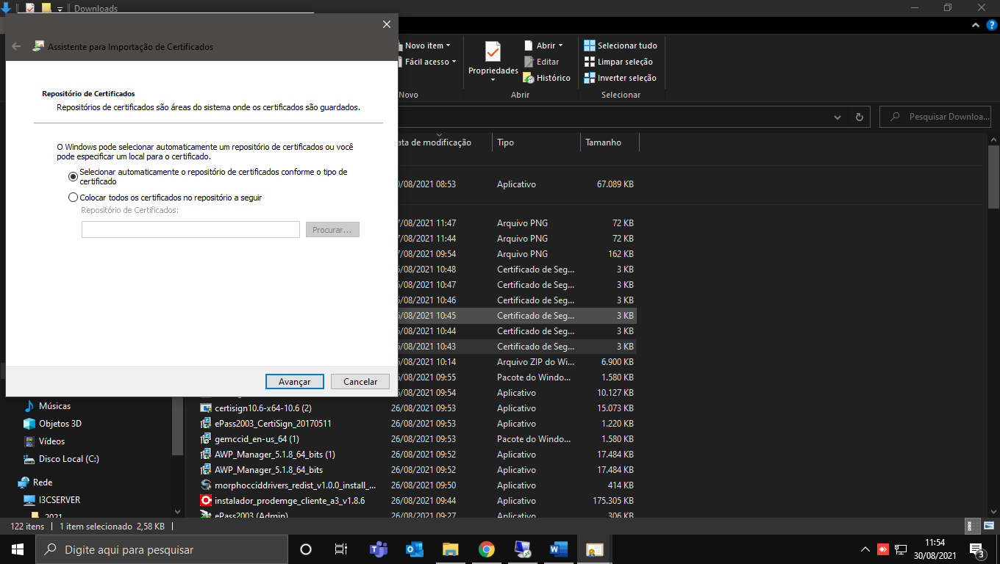 Downloads
Assistente para Importação de Certificados
Repositório de Certificados
Repositórios de certificados são áreas do sistema onde os certificados são guardados.
O Windows pode selecionar automaticamente um repositório de certificados ou você
pode especificar um local para o certificado.
Selecionar automaticamente o repositório de certificados conforme o tipo de
certificado
Colocar todos os certificados no repositório a seguir
Repositório de Certificados:
Procurar...
Avançar
Cancelar
Novo item
Fácil acesso
Novo
Propriedades
Abrir
Editar
Histórico
Abrir
Selecionar tudo
Limpar seleção
Inverter seleção
Selecionar
Pesquisar Downloa...
de modificação Tipo Tamanho
/08/2021 08:53 Aplicativo 67.089 KB
/08/2021 11:47 Arquivo PNG 72 KB
/08/2021 11:44 Arquivo PNG 72 KB
/08/2021 09:54 Arquivo PNG 162 KB
/08/2021 10:48 Certificado de Seg... 3 KB
/08/2021 10:47 Certificado de Seg... 3 KB
/08/2021 10:46 Certificado de Seg... 3 KB
/08/2021 10:45 Certificado de Seg... 3 KB
/08/2021 10:44 Certificado de Seg... 3 KB
/08/2021 10:43 Certificado de Seg... 3 KB
/08/2021 10:14 Arquivo ZIP do Wi... 6.900 KB
/08/2021 09:55 Pacote do Windo... 1.580 KB
/08/2021 09:54 Aplicativo 10.127 KB
certisign10.6-x64-10.6 (2) 26/08/2021 09:53 Aplicativo 15.073 KB
ePass2003_CertiSign_20170511 26/08/2021 09:53 Aplicativo 1.220 KB
gemccid_en-us_64 (1) 26/08/2021 09:53 Pacote do Windo... 1.580 KB
AWP_Manager_5.1.8_64_bits (1) 26/08/2021 09:52 Aplicativo 17.484 KB
AWP_Manager_5.1.8_64_bits 26/08/2021 09:52 Aplicativo 17.484 KB
morphocciddrivers_redist_v1.0.0_install_... 26/08/2021 09:50 Aplicativo 414 KB
instalador_prodemge_cliente_a3_v1.8.6 26/08/2021 09:44 Aplicativo 175.305 KB
ePass2003 (Admin) 26/08/2021 09:27 Aplicativo 306 KB
Músicas
Objetos 3D
Vídeos
Disco Local (C:)
Rede
I3CSERVER
2021
122 itens
1 item selecionado 2,58 KB
Digite aqui para pesquisar
11:54
30/08/2021
3